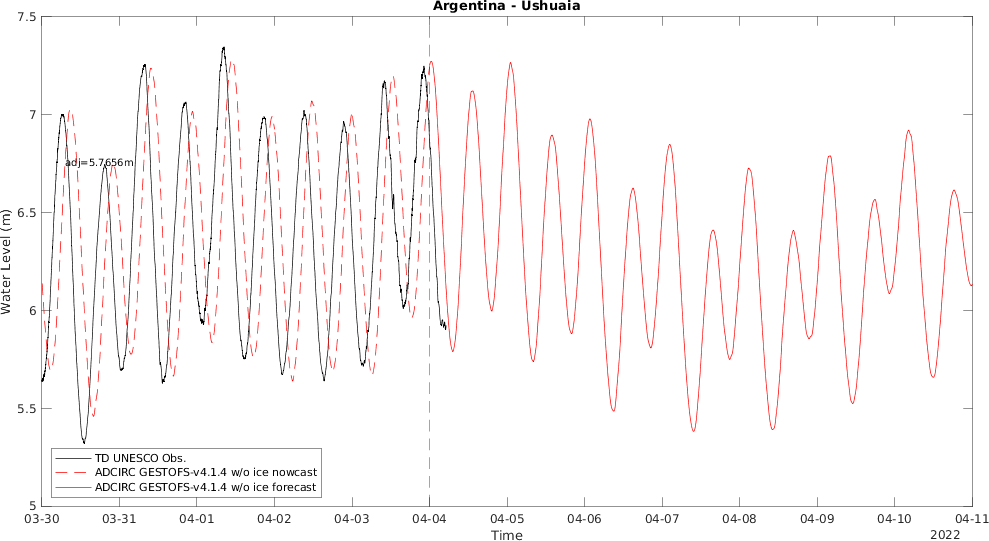 Argentina - Ushuaia
7.5
7
6.5
6
5.5
5
Water Level (m)
adj=5.7656m
TD UNESCO Obs.
ADCIRC GESTOFS-v4.1.4 w/o ice nowcast
ADCIRC GESTOFS-v4.1.4 w/o ice forecast
03-30 03-31 04-01 04-02 04-03 04-04 04-05 04-06 04-07 04-08 04-09 04-10 04-11
Time
2022